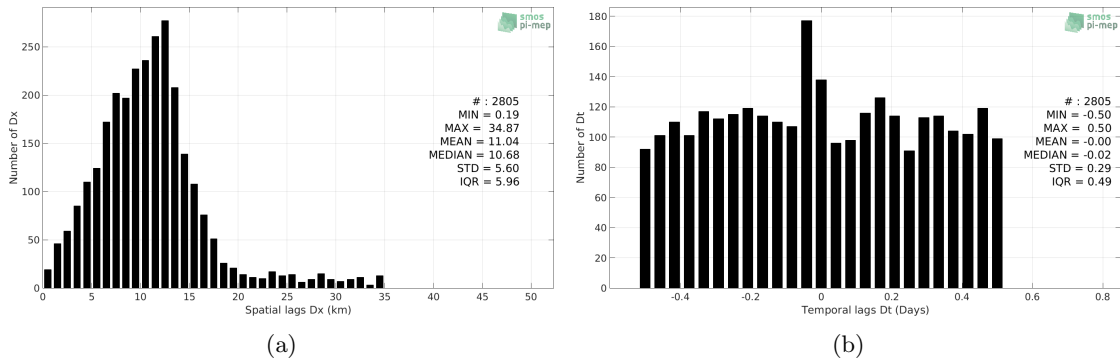 smos
pi-mep
250
200
150
100
50
0
Number of Dx
# : 2805
MIN = 0.19
MAX = 34.87
MEAN = 11.04
MEDIAN = 10.68
STD = 5.60
IQR = 5.96
0 5 10 15 20 25 30 35 40 45 50
Spatial lags Dx (km)
(a)
smos
pi-mep
180
160
140
120
100
80
60
40
20
0
Number of Dt
# : 2805
MIN = -0.50
MAX = 0.50
MEAN = -0.00
MEDIAN = -0.02
STD = 0.29
IQR = 0.49
-0.4 -0.2 0 0.2 0.4 0.6 0.8
Temporal lags Dt (Days)
(b)